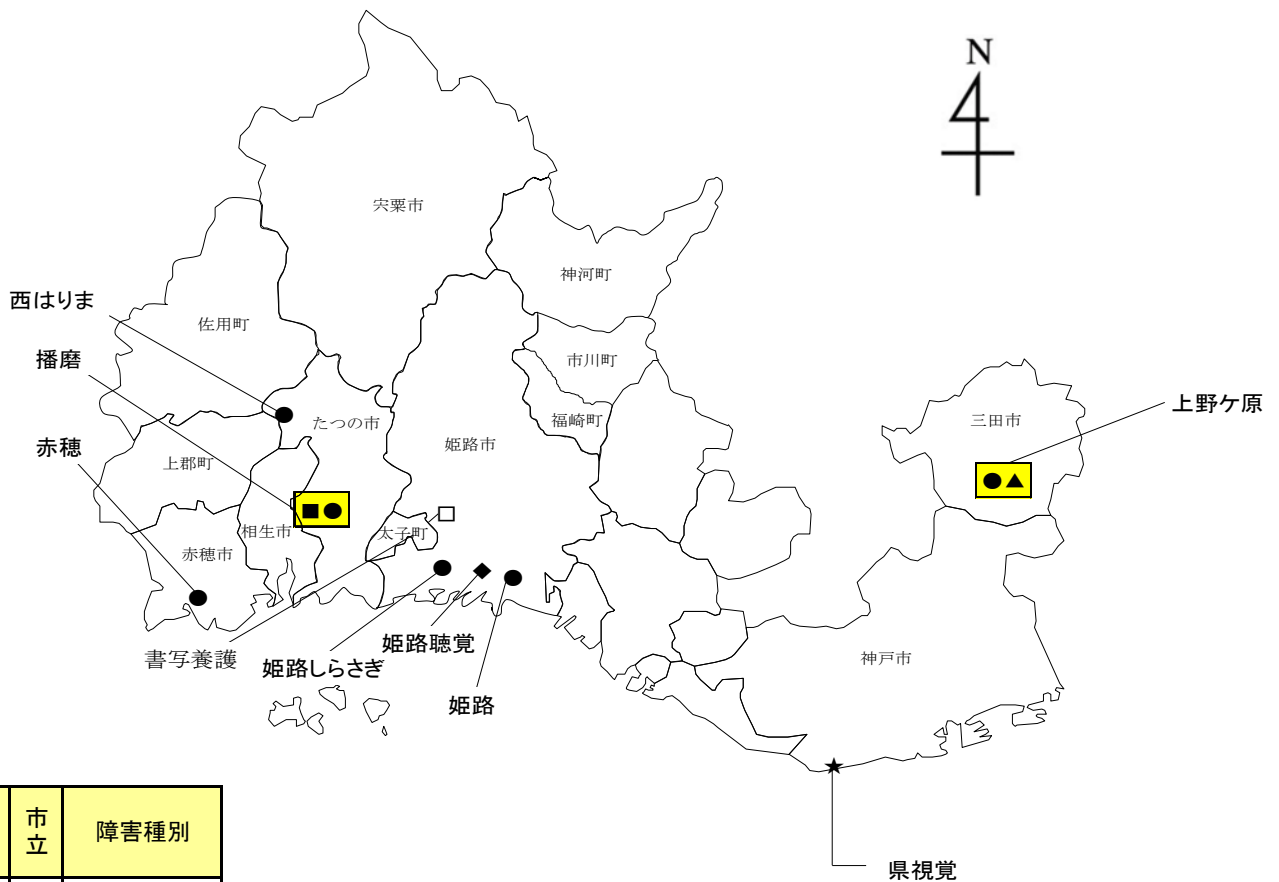 N
宍粟市
神河町
西はりま
佐用町
播磨
市川町
上野ケ原
たつの市
福崎町
三田市
赤穂
姫路市
上郡町
相生市
太子町
赤穂市
書写養護
姫路しらさぎ
姫路聴覚
姫路
神戸市
県視覚
市立
障害種別